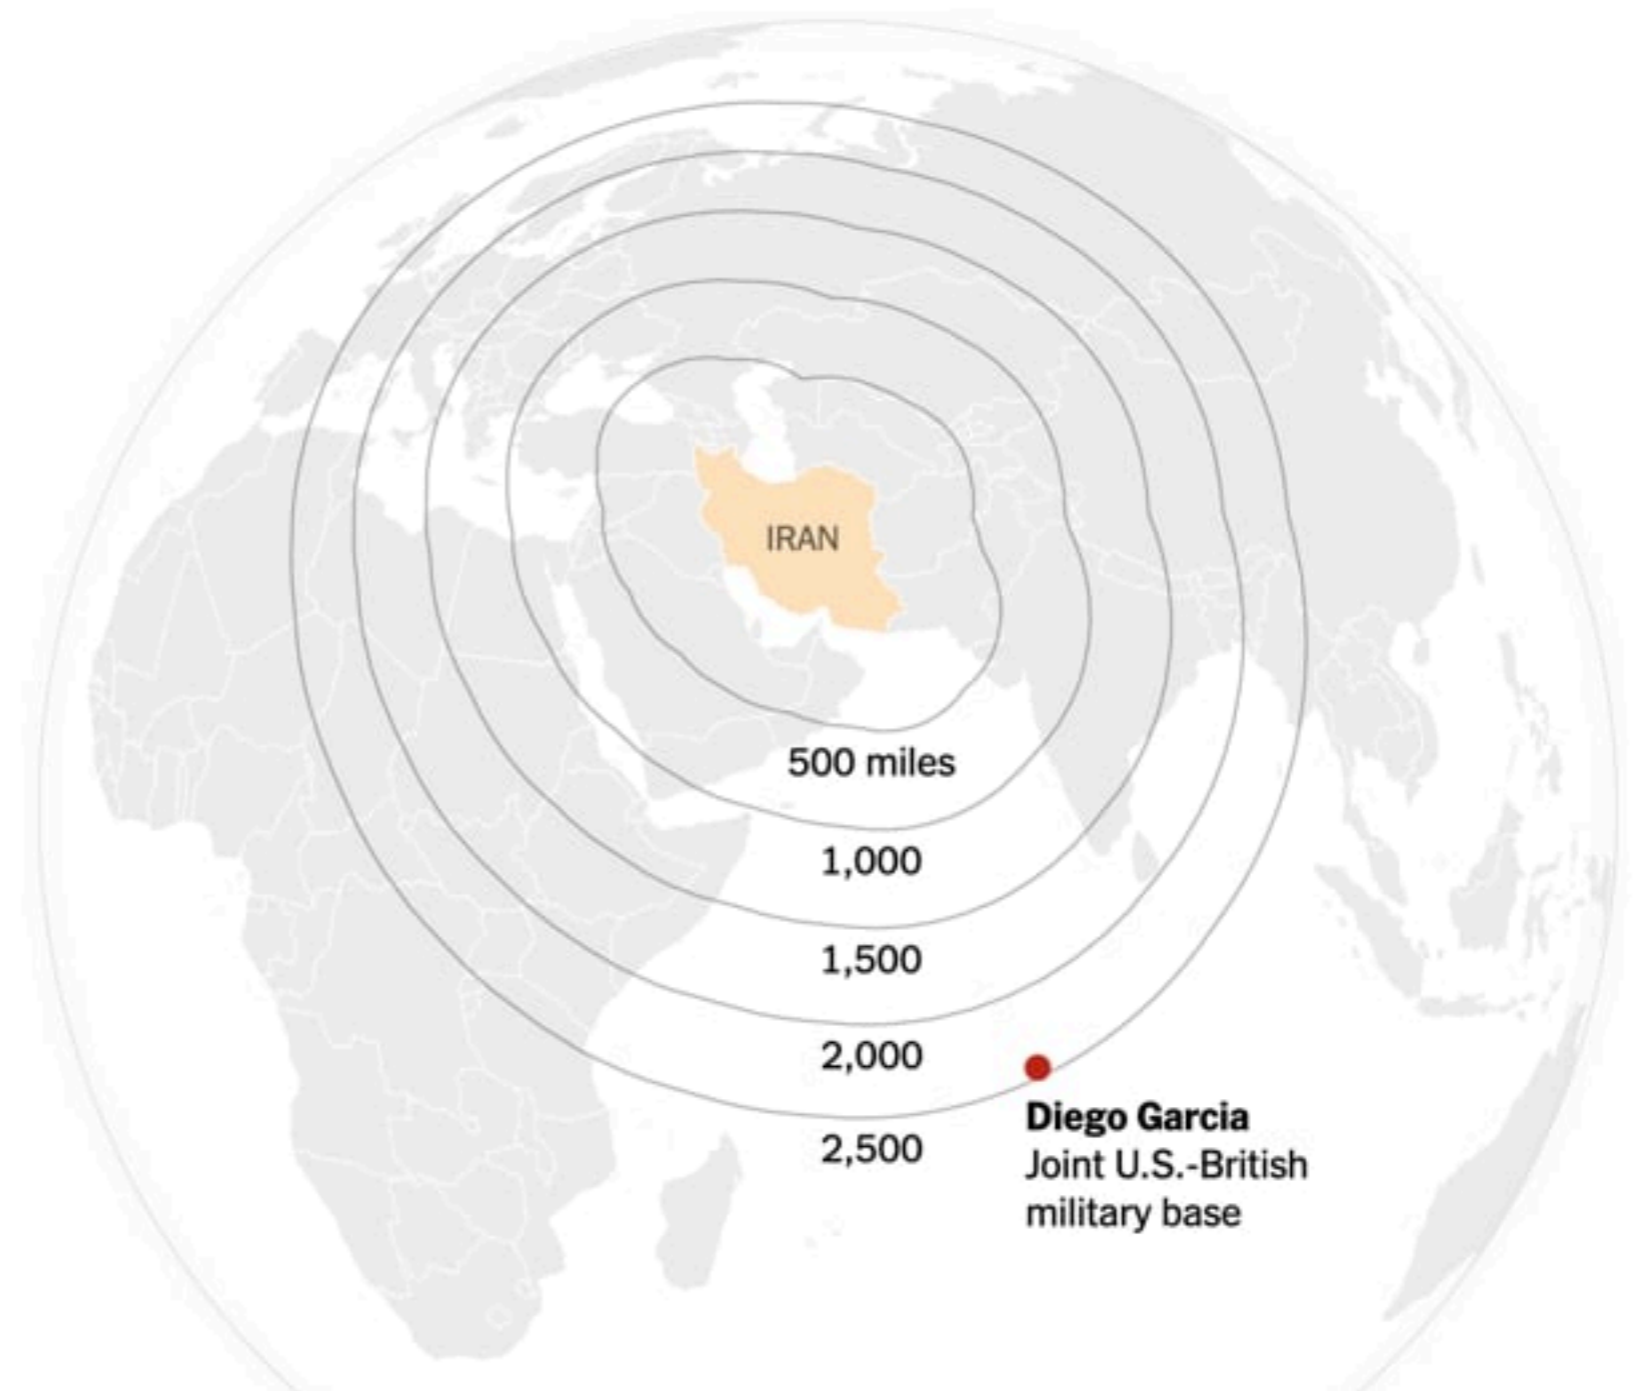 IRAN
500 miles
1,000
1,500
2,000
2,500
Diego Garcia
Joint U.S.-British
military base